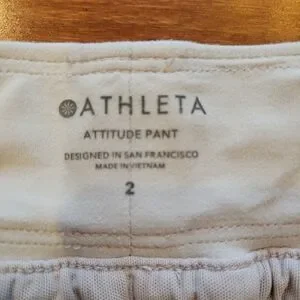 ATHLETA
ATTITUDE PANT
DESIGNED IN SAN FRANCISCO
MADE IN VIETNAM
2